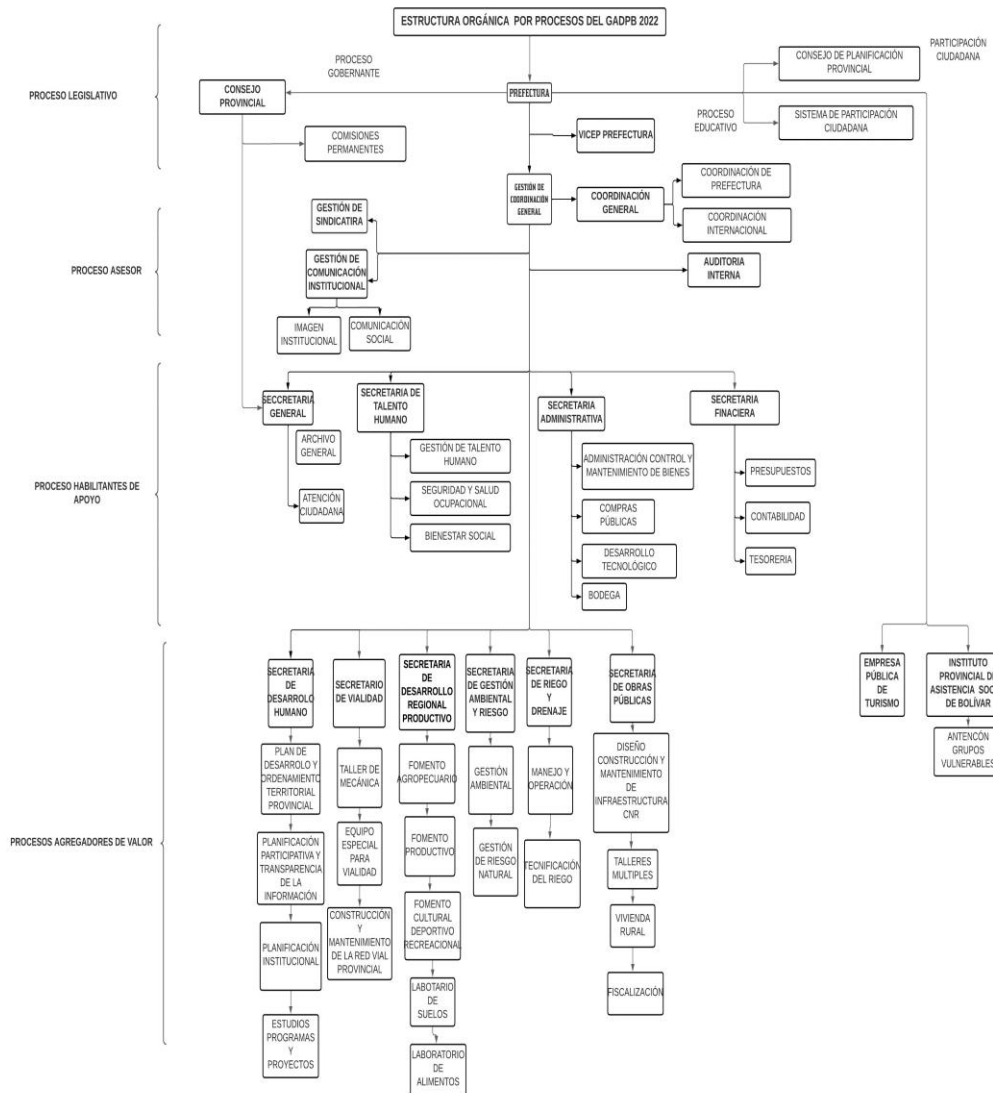 ESTRUCTURA ORGÁNICA POR PROCESOS DEL GADPB 2022
PROCESO
GOBERNANTE
PARTICIPACIÓN
CIUDADANA
CONSEJO DE PLANIFICACIÓN
PROVINCIAL
PROCESO LEGISLATIVO
CONSEJO
PROVINCIAL
PREFECTURA
PROCESO
EDUCATIVO
SISTEMA DE PARTICIPACIÓN
CIUDADANA
COMISIONES
PERMANENTES
VICEP PREFECTURA
GESTIÓN DE
COORDINACIÓN
GENERAL
COORDINACIÓN
GENERAL
COORDINACIÓN DE
PREFECTURA
COORDINACIÓN
INTERNACIONAL
PROCESO ASESOR
GESTIÓN DE
SINDICATIRA
GESTIÓN DE
COMUNICACIÓN
INSTITUCIONAL
AUDITORIA
INTERNA
IMAGEN
INSTITUCIONAL
COMUNICACIÓN
SOCIAL
PROCESO HABILITANTES DE
APOYO
SECCRETARIA
GENERAL
ARCHIVO
GENERAL
ATENCIÓN
CIUDADANA
SECRETARIA DE
TALENTO
HUMANO
GESTIÓN DE TALENTO
HUMANO
SEGURIDAD Y SALUD
OCUPACIONAL
BIENESTAR SOCIAL
SECRETARIA
ADMINISTRATIVA
ADMINISTRACIÓN CONTROL Y
MANTENIMIENTO DE BIENES
COMPRAS
PÚBLICAS
DESARROLLO
TECNOLÓGICO
BODEGA
SECRETARIA
FINACIERA
PRESUPUESTOS
CONTABILIDAD
TESORERIA
PROCESOS AGREGADORES DE VALOR
SECRETARIA
DE
DESARROLO
HUMANO
PLAN DE
DESARROLLO Y
ORDENAMIENTO
TERRITORIAL
PROVINCIAL
PLANIFICACIÓN
PARTICIPATIVA Y
TRANSPARENCIA
DE LA
INFORMACIÓN
PLANIFICACIÓN
INSTITUCIONAL
ESTUDIOS
PROGRAMAS
Y
PROYECTOS
SECRETARIO
DE VIALIDAD
TALLER DE
MECÁNICA
EQUIPO
ESPECIAL
PARA
VIALIDAD
CONSTRUCCIÓN
Y
MANTENIMIENTO
DE LA RED VIAL
PROVINCIAL
SECRETARIA
DE
DESARROLLO
REGIONAL
PRODUCTIVO
FOMENTO
AGROPECUARIO
FOMENTO
PRODUCTIVO
FOMENTO
CULTURAL
DEPORTIVO
RECREACIONAL
LABOTARIO
DE
SUELOS
LABORATORIO
DE
ALIMENTOS
SECRETARIA
DE GESTIÓN
AMBIENTAL
Y RIESGO
GESTIÓN
AMBIENTAL
GESTIÓN
DE RIESGO
NATURAL
SECRETARIA
DE RIEGO
Y
DRENAJE
MANEJO Y
OPERACIÓN
TECNIFICACIÓN
DEL RIEGO
SECRETARIA
DE OBRAS
PÚBLICAS
DISEÑO
CONSTRUCCIÓN Y
MANTENIMIENTO
DE
INFRAESTRUCTURA
CNR
TALLERES
MULTIPLES
VIVIENDA
RURAL
FISCALIZACIÓN
EMPRESA
PÚBLICA
DE
TURISMO
INSTITUTO
PROVINCIAL DE
ASISTENCIA SOC
DE BOLÍVAR
ANTENCÓN
GRUPOS
VULNERABLES